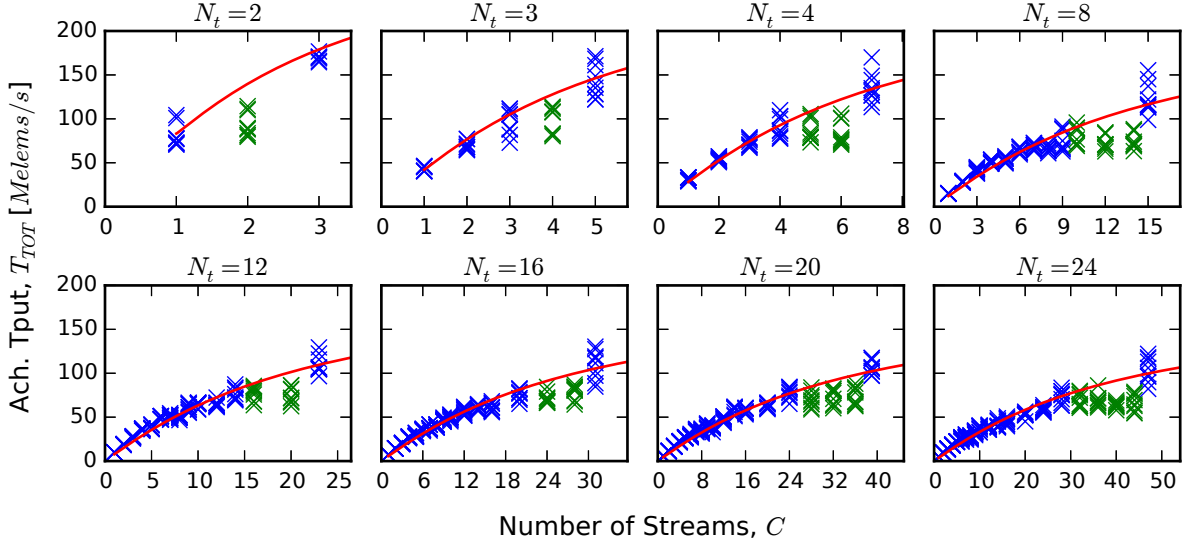 N_t = 2 N_t = 3 N_t = 4 N_t = 8
200
150
100
50
0
0 1 2 3 0 1 2 3 4 5 0 2 4 6 8 0 3 6 9 12 15
N_t = 12 N_t = 16 N_t = 20 N_t = 24
200
150
100
50
0
0 5 10 15 20 25 0 6 12 18 24 30 0 8 16 24 32 40 0 10 20 30 40 50
Ach. Tput, T_TOT [Melems/s]
Number of Streams, C